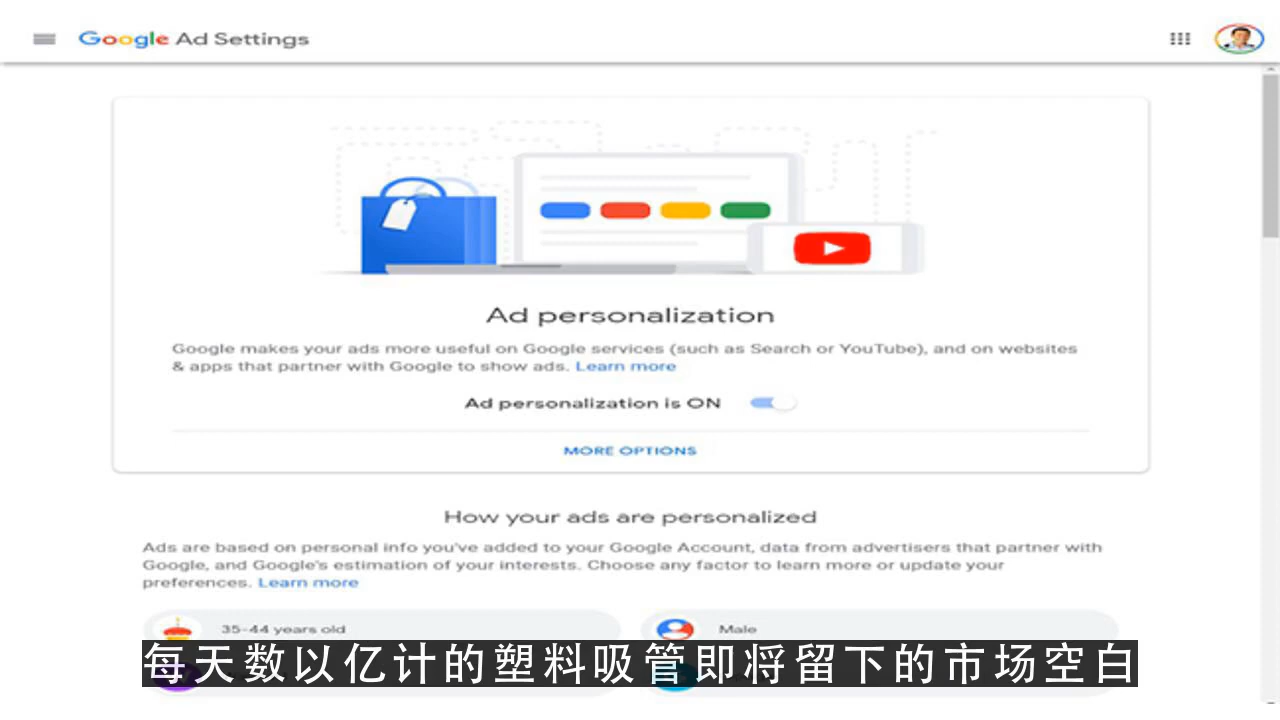 Google Ad Settings
Ad personalization
Google makes your ads more useful on Google services (such as Search or YouTube), and on websites
& apps that partner with Google to show ads. Learn more
Ad personalization is ON
MORE OPTIONS
How your ads are personalized
Ads are based on personal info you've added to your Google Account, data from advertisers that partner with
Google, and Google's estimation of your interests. Choose any factor to learn more or update your
preferences. Learn more
35-44 years old
Male
每天数以亿计的塑料吸管即将留下的市场空白